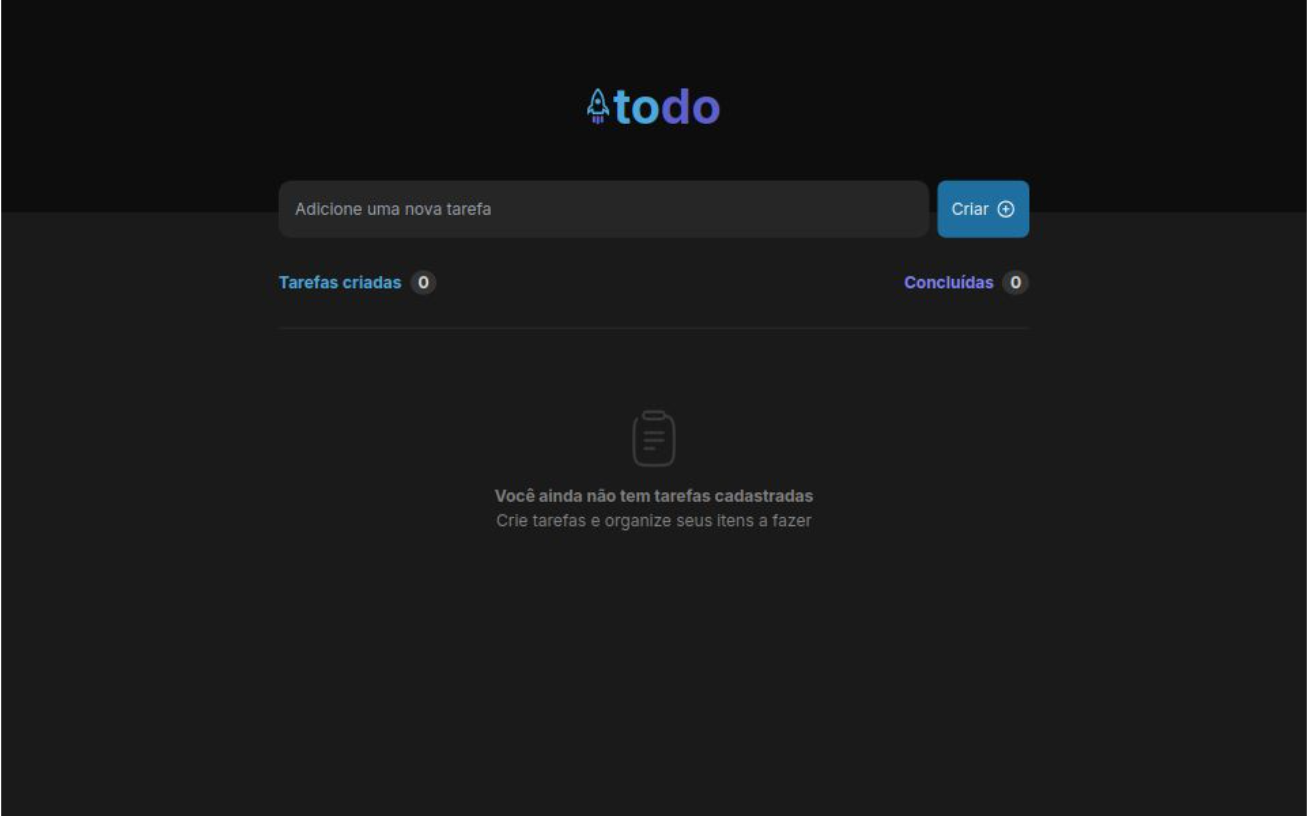 todo
Adicione uma nova tarefa
Criar
Tarefas criadas 0
Concluídas 0
Você ainda não tem tarefas cadastradas
Crie tarefas e organize seus itens a fazer